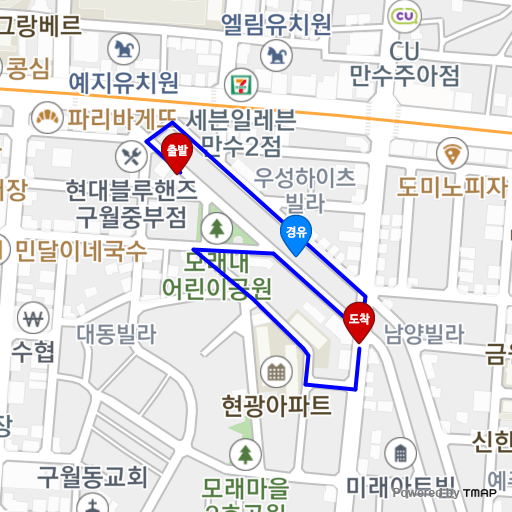 그랑베르
엘림유치원
CU
CU
만수주아점
콩심
예지유치원
7
ELEVEN
파리바게뜨
세븐일레븐
만수2점
출발
현대블루핸즈
구월중부점
우성하이츠
빌라
도미노피자
경유
민달이네국수
모래내
어린이공원
도착
수협
대동빌라
남양빌라
현광아파트
구월동교회
모래마을
미래아트빌
신한
Powered by TMAP